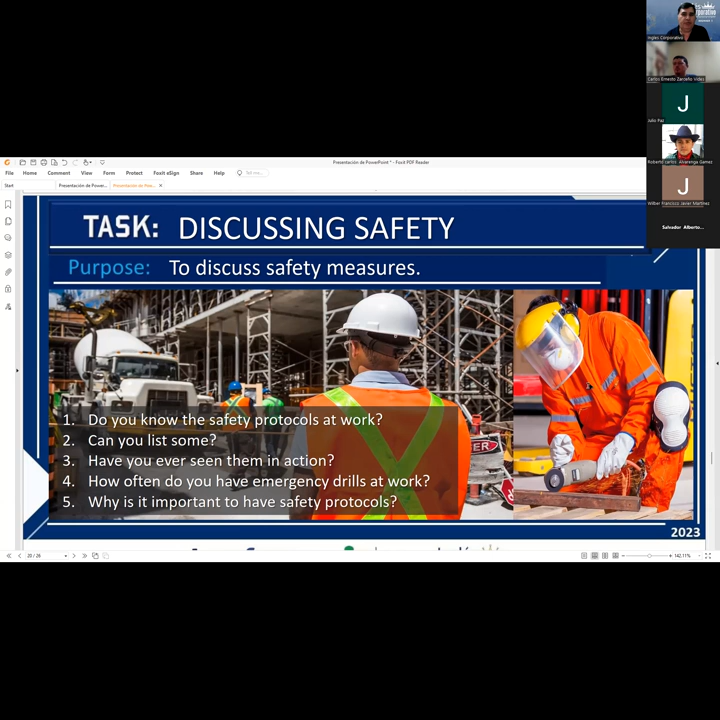 Ingles Corporativo
Carlos Ernesto Zarceño Videz
J
Julio Paz
Roberto carlos Alvarenga Gamez
J
Wilber Francisco Javier Martinez
Salvador Alberto...
Presentación de PowerPoint * - Foxit PDF Reader
File Home Comment View Form Protect Foxit eSign Share Help Tell me...
Start Presentación de Power... Presentación de Pow...
TASK: DISCUSSING SAFETY
Purpose: To discuss safety measures.
1. Do you know the safety protocols at work?
2. Can you list some?
3. Have you ever seen them in action?
4. How often do you have emergency drills at work?
5. Why is it important to have safety protocols?
2023
20 / 26
142,11%